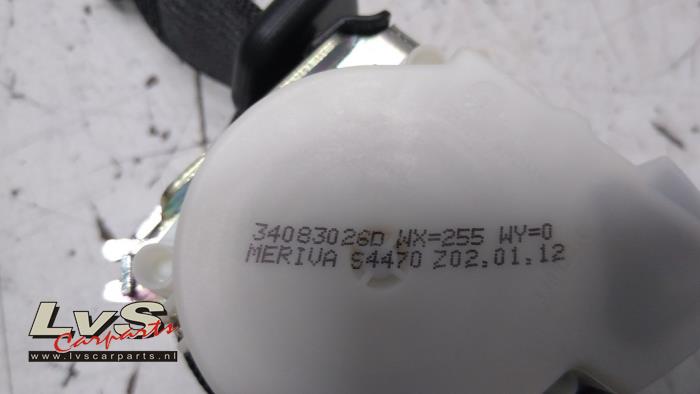 34083026D WX=255 WY=0
MERIVA S4470 Z02.01.12
LvS
Carparts
www.lvscarparts.nl